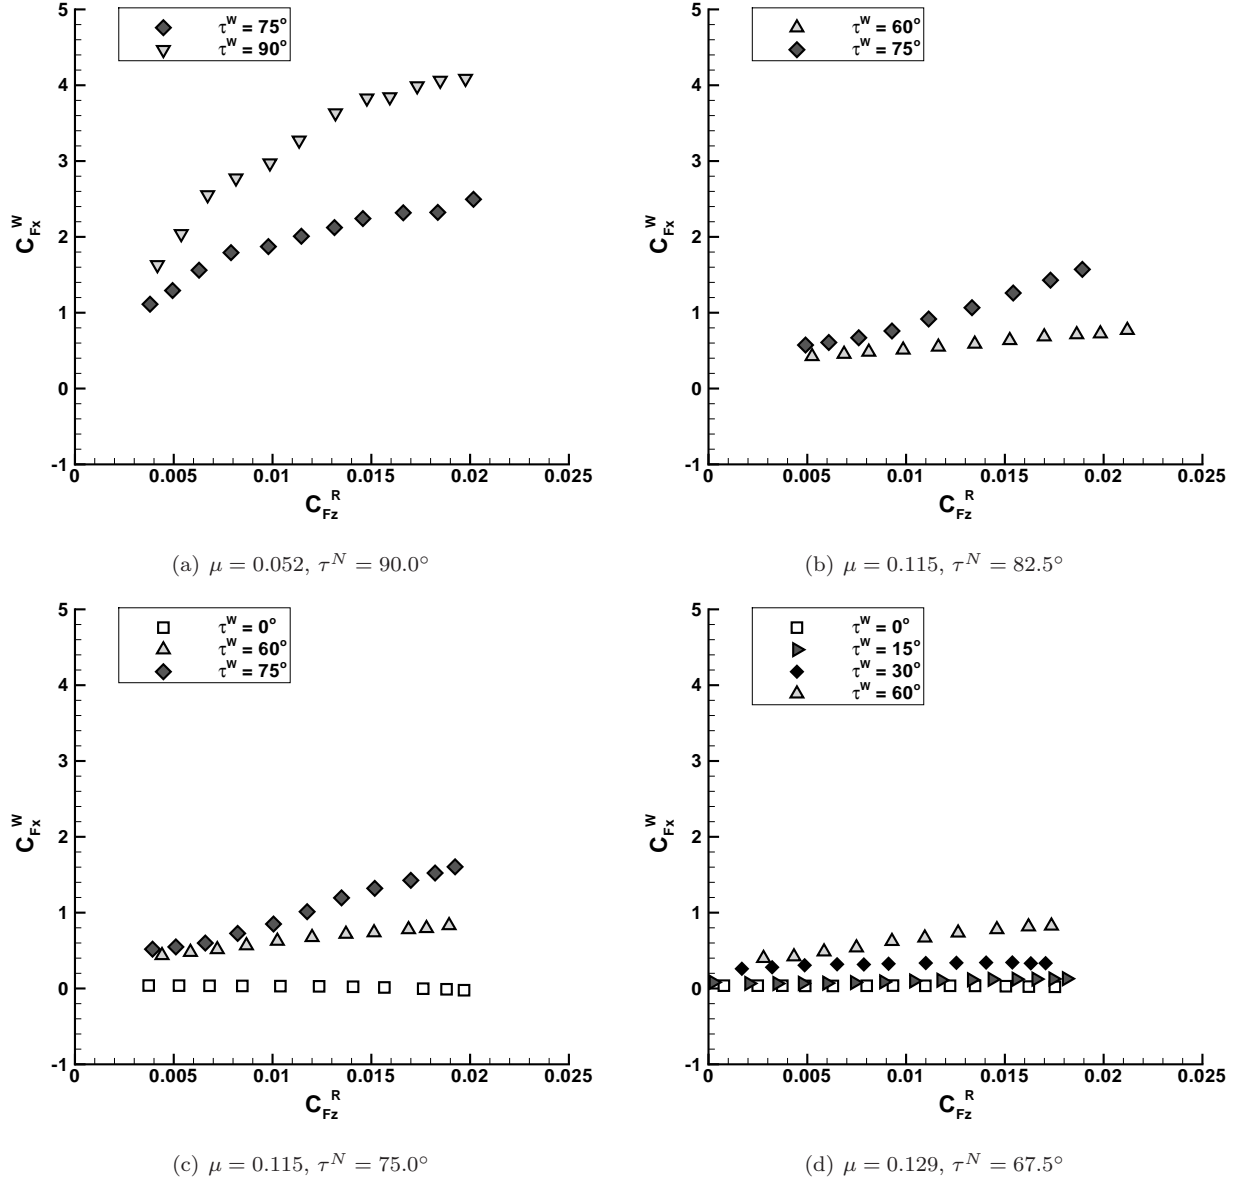 5
4
3
2
1
0
-1
C_Fx^W
τ^W = 75°
τ^W = 90°
0 0.005 0.01 0.015 0.02 0.025
C_Fz^R
(a) μ = 0.052, τ^N = 90.0°
5
4
3
2
1
0
-1
C_Fx^W
τ^W = 60°
τ^W = 75°
0 0.005 0.01 0.015 0.02 0.025
C_Fz^R
(b) μ = 0.115, τ^N = 82.5°
5
4
3
2
1
0
-1
C_Fx^W
τ^W = 0°
τ^W = 60°
τ^W = 75°
0 0.005 0.01 0.015 0.02 0.025
C_Fz^R
(c) μ = 0.115, τ^N = 75.0°
5
4
3
2
1
0
-1
C_Fx^W
τ^W = 0°
τ^W = 15°
τ^W = 30°
τ^W = 60°
0 0.005 0.01 0.015 0.02 0.025
C_Fz^R
(d) μ = 0.129, τ^N = 67.5°